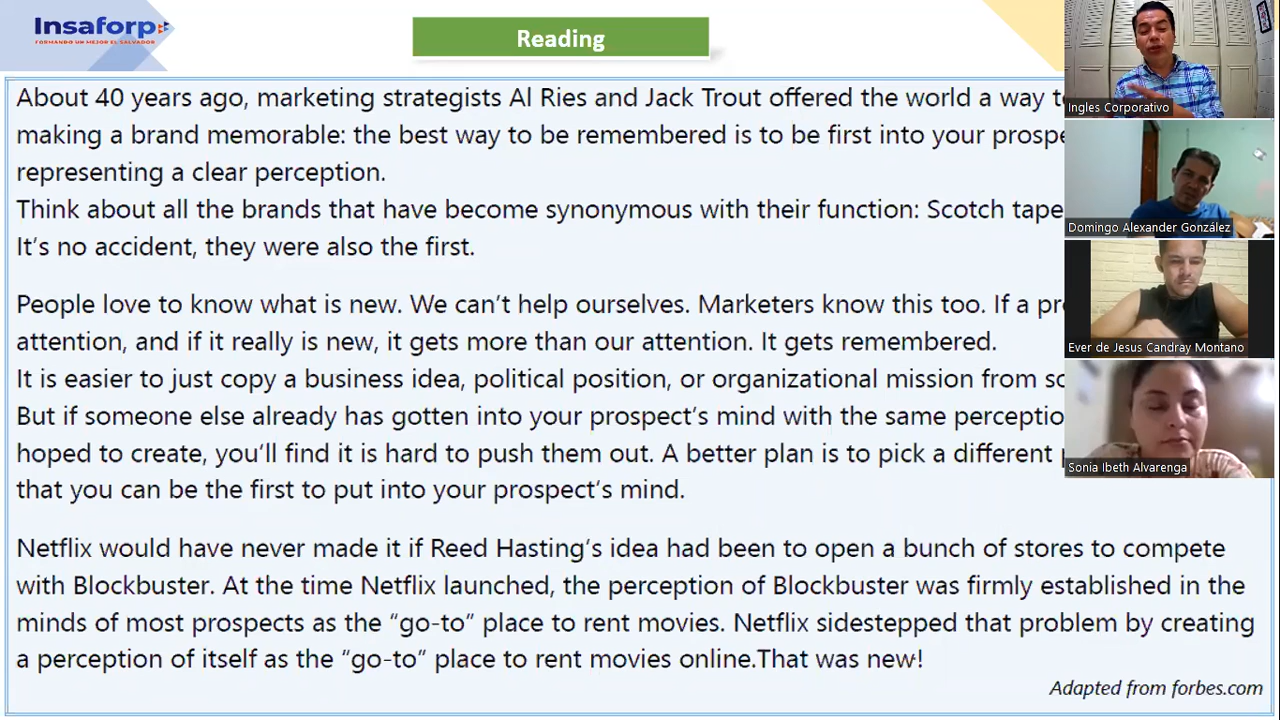 Insaforp
FORMANDO UN MEJOR EL SALVADOR
Reading
About 40 years ago, marketing strategists Al Ries and Jack Trout offered the world a way
making a brand memorable: the best way to be remembered is to be first into your
representing a clear perception.
Think about all the brands that have become synonymous with their function: Scotch tape
It's no accident, they were also the first.
People love to know what is new. We can't help ourselves. Marketers know this too. If a
attention, and if it really is new, it gets more than our attention. It gets remembered.
It is easier to just copy a business idea, political position, or organizational mission from
But if someone else already has gotten into your prospect's mind with the same
hoped to create, you'll find it is hard to push them out. A better plan is to pick a different
that you can be the first to put into your prospect's mind.
Netflix would have never made it if Reed Hasting's idea had been to open a bunch of stores to compete
with Blockbuster. At the time Netflix launched, the perception of Blockbuster was firmly established in the
minds of most prospects as the "go-to" place to rent movies. Netflix sidestepped that problem by creating
a perception of itself as the "go-to" place to rent movies online.That was new!
Adapted from forbes.com
Ingles Corporativo
Domingo Alexander González
Ever de Jesus Candray Montano
Sonia Ibeth Alvarenga